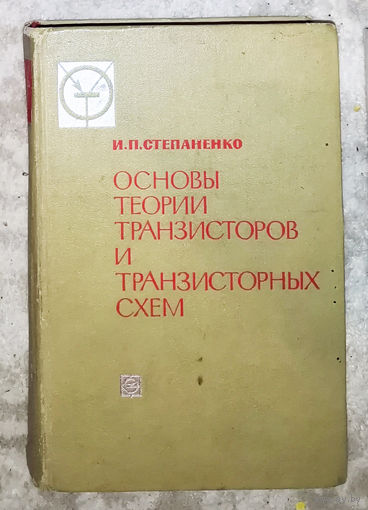 И.П.СТЕПАНЕНКО
ОСНОВЫ
ТЕОРИИ
ТРАНЗИСТОРОВ
И
ТРАНЗИСТОРНЫХ
СХЕМ